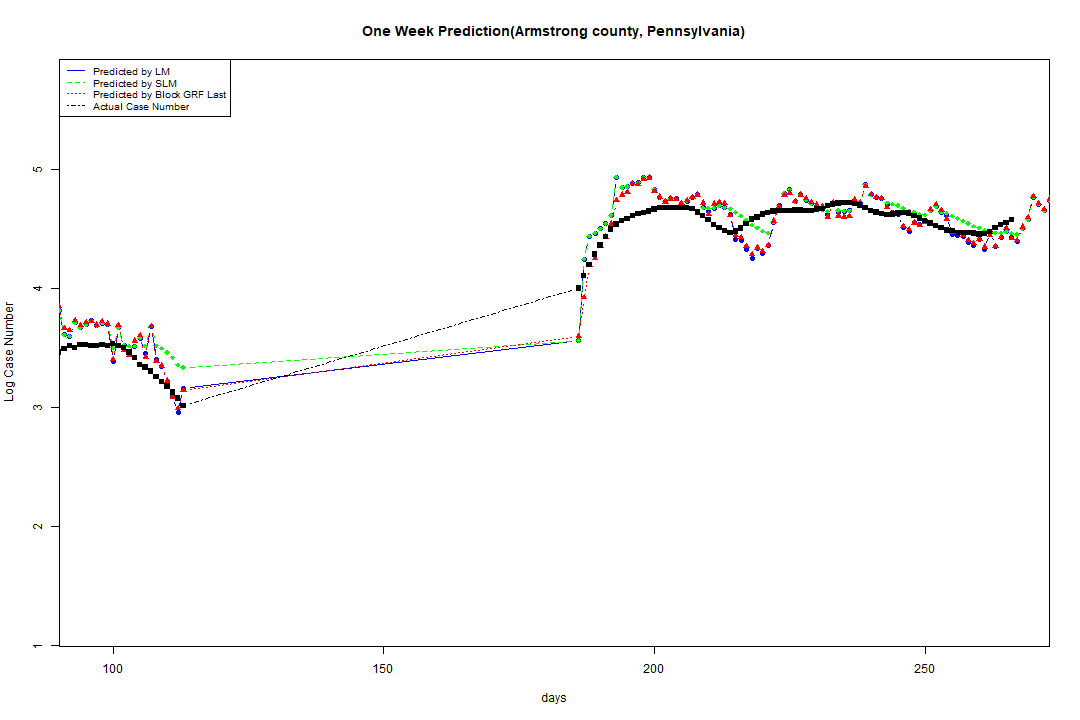 One Week Prediction(Armstrong county, Pennsylvania)
Predicted by LM
Predicted by SLM
Predicted by Block GRF Last
Actual Case Number
Log Case Number
5
4
3
2
1
100
150
200
250
days